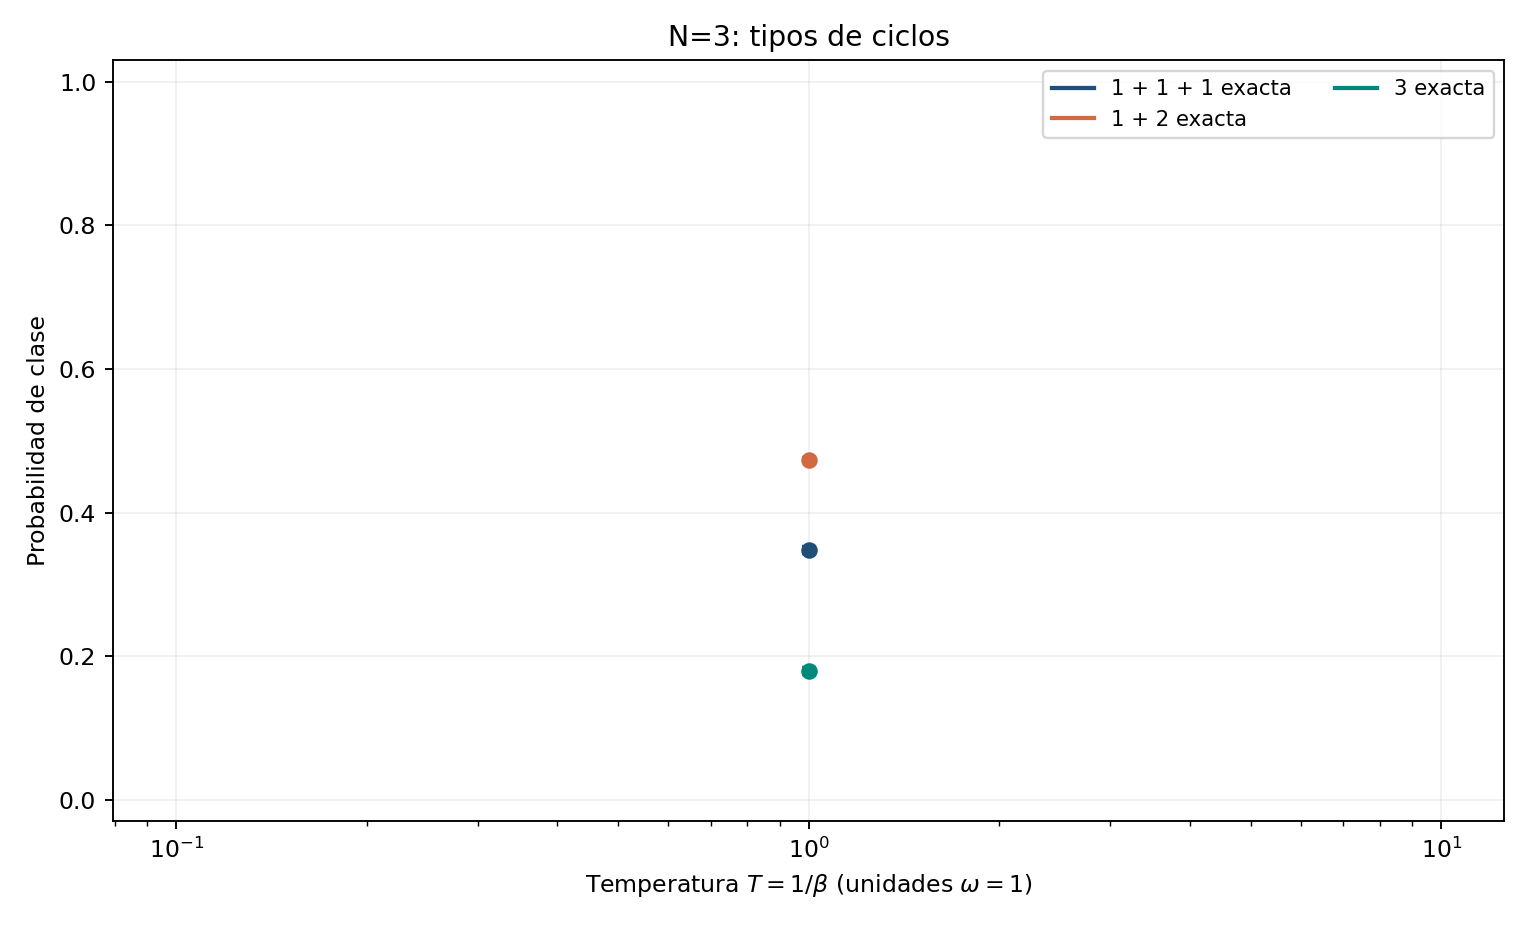 N=3: tipos de ciclos
1 + 1 + 1 exacta
1 + 2 exacta
3 exacta
Probabilidad de clase
1.0
0.8
0.6
0.4
0.2
0.0
10⁻¹
10⁰
10¹
Temperatura T = 1/β (unidades ω = 1)